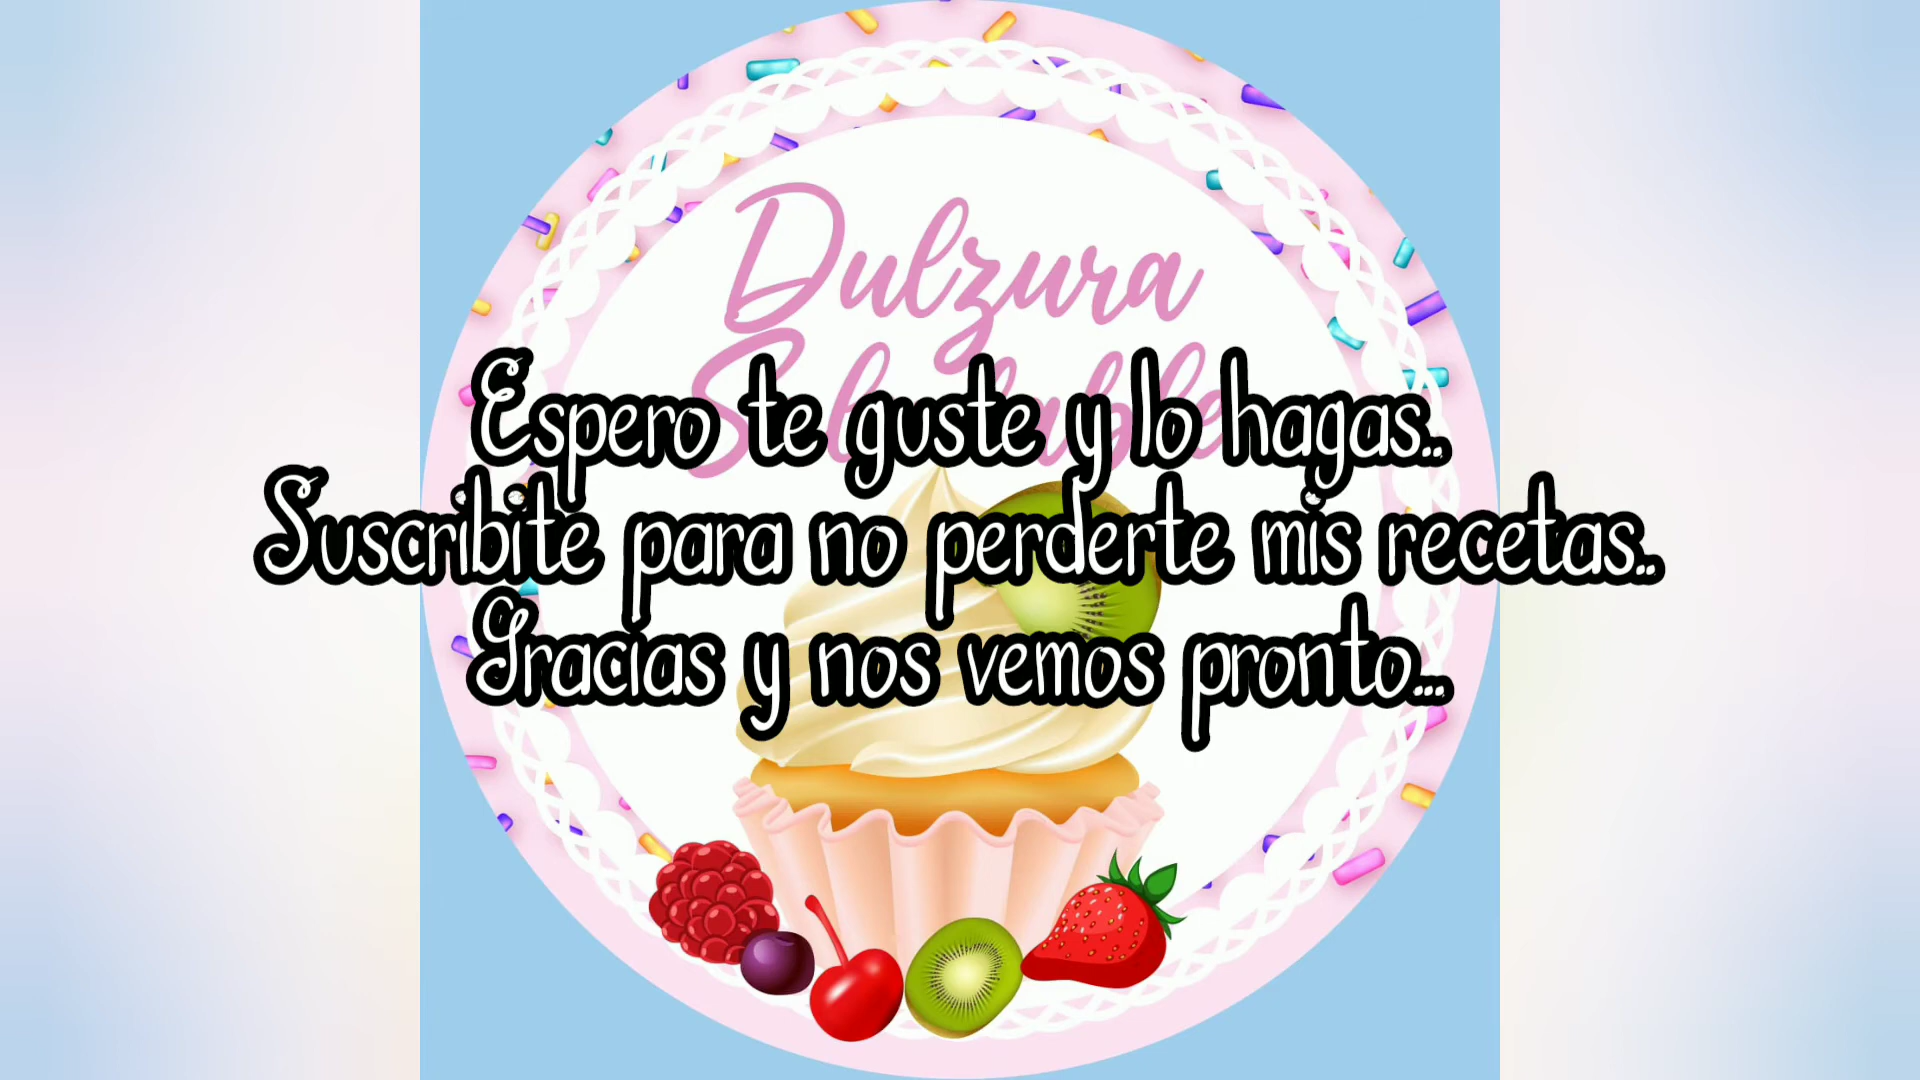 Dulzura
Espero te guste y lo hagas..
Suscribite para no perderte mis recetas..
Gracias y nos vemos pronto...